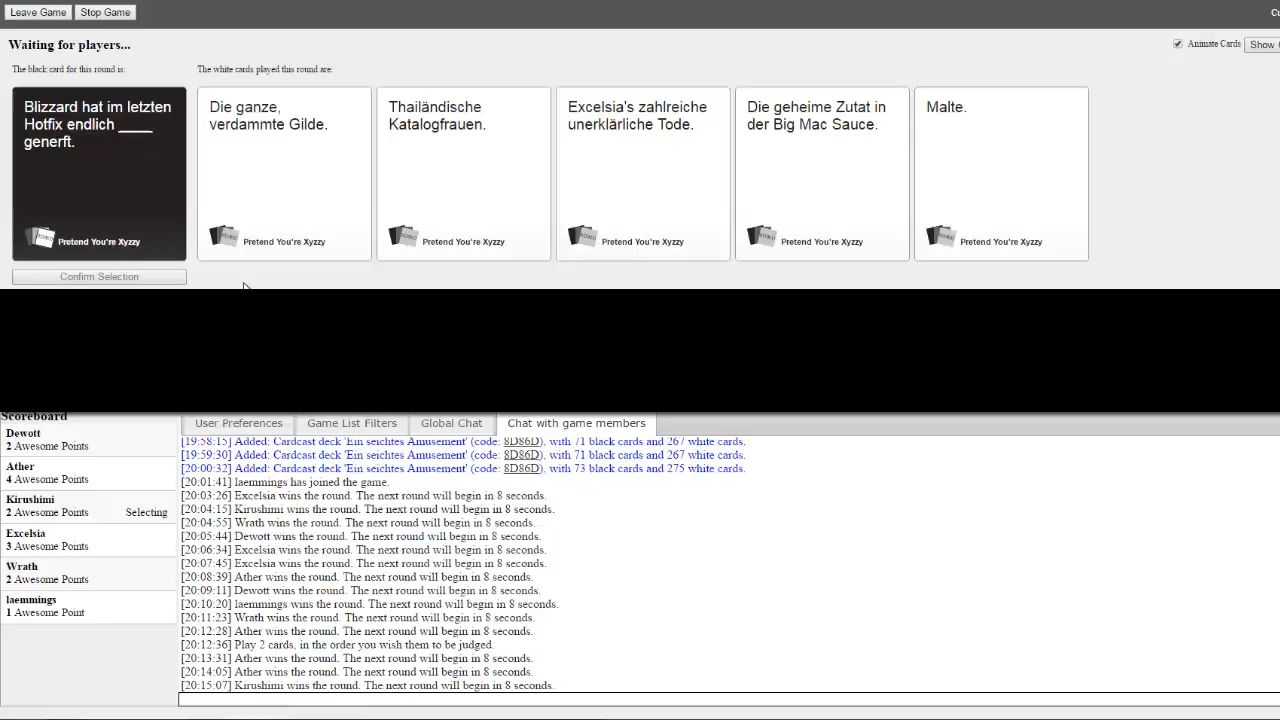 Leave Game Stop Game
Waiting for players...
Animate Cards Show
The black card for this round is:
The white cards played this round are:
Blizzard hat im letzten
Hotfix endlich ____
generft.
Pretend You're Xyzzy
Die ganze,
verdammte Gilde.
Pretend You're Xyzzy
Thailändische
Katalogfrauen.
Pretend You're Xyzzy
Excelsia's zahlreiche
unerklärliche Tode.
Pretend You're Xyzzy
Die geheime Zutat in
der Big Mac Sauce.
Pretend You're Xyzzy
Malte.
Pretend You're Xyzzy
Confirm Selection
Scoreboard
Dewott
2 Awesome Points
Ather
4 Awesome Points
Kirushimi
2 Awesome Points Selecting
Excelsia
3 Awesome Points
Wrath
2 Awesome Points
laemmings
1 Awesome Point
User Preferences Game List Filters Global Chat Chat with game members
[19:58:15] Added: Cardcast deck 'Ein seichtes Amusement' (code: 8D86D), with 71 black cards and 267 white cards.
[19:59:30] Added: Cardcast deck 'Ein seichtes Amusement' (code: 8D86D), with 71 black cards and 267 white cards.
[20:00:32] Added: Cardcast deck 'Ein seichtes Amusement' (code: 8D86D), with 73 black cards and 275 white cards.
[20:01:41] laemmings has joined the game.
[20:03:26] Excelsia wins the round. The next round will begin in 8 seconds.
[20:04:15] Kirushimi wins the round. The next round will begin in 8 seconds.
[20:04:55] Wrath wins the round. The next round will begin in 8 seconds.
[20:05:44] Dewott wins the round. The next round will begin in 8 seconds.
[20:06:34] Excelsia wins the round. The next round will begin in 8 seconds.
[20:07:45] Excelsia wins the round. The next round will begin in 8 seconds.
[20:08:39] Ather wins the round. The next round will begin in 8 seconds.
[20:09:11] Dewott wins the round. The next round will begin in 8 seconds.
[20:10:20] laemmings wins the round. The next round will begin in 8 seconds.
[20:11:23] Wrath wins the round. The next round will begin in 8 seconds.
[20:12:28] Ather wins the round. The next round will begin in 8 seconds.
[20:12:36] Play 2 cards, in the order you wish them to be judged.
[20:13:31] Ather wins the round. The next round will begin in 8 seconds.
[20:14:05] Ather wins the round. The next round will begin in 8 seconds.
[20:15:07] Kirushimi wins the round. The next round will begin in 8 seconds.